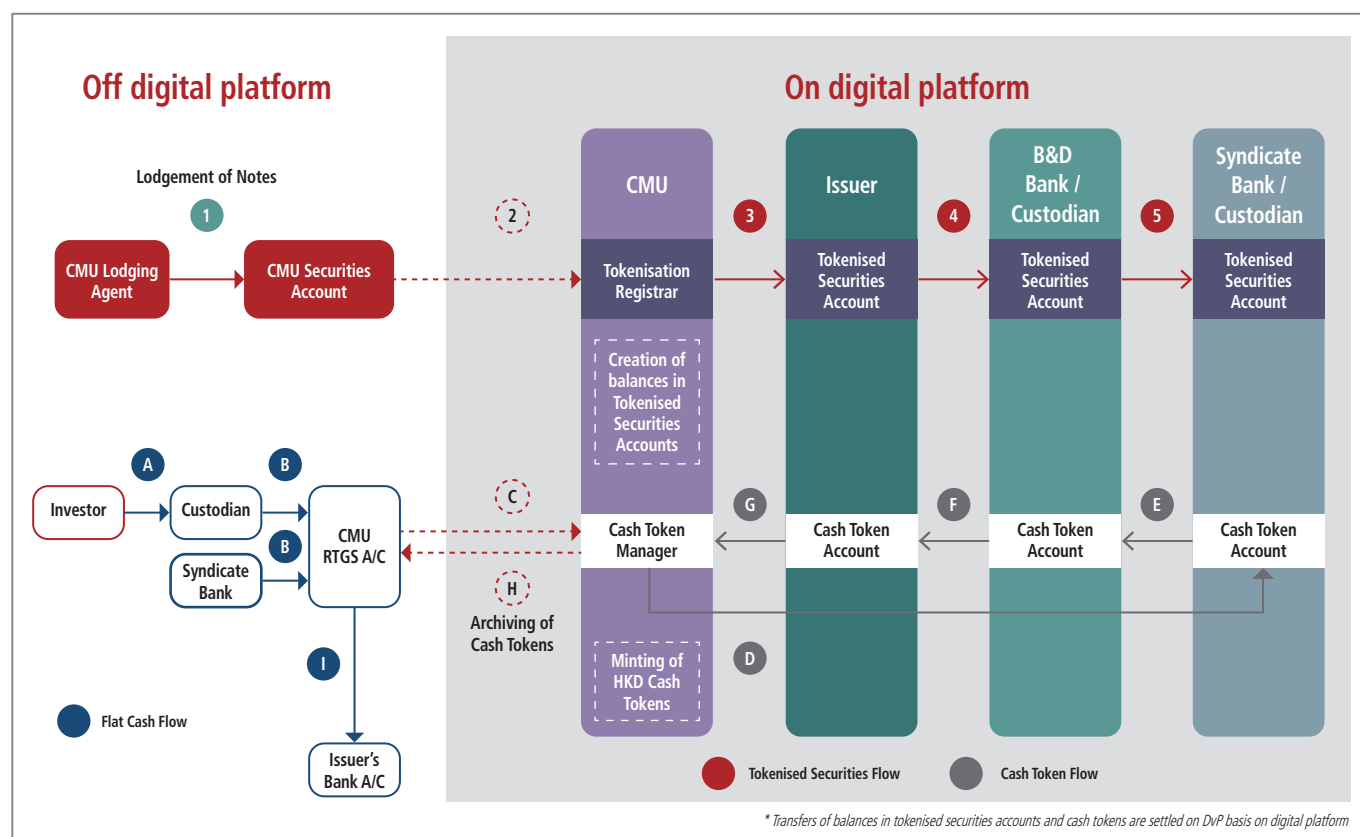 Off digital platform
On digital platform
Lodgement of Notes
1
CMU Lodging
Agent
CMU Securities
Account
2
CMU
3
Issuer
4
B&D
Bank /
Custodian
5
Syndicate
Bank /
Custodian
Tokenisation
Registrar
Tokenised
Securities
Account
Tokenised
Securities
Account
Tokenised
Securities
Account
Creation of
balances in
Tokenised
Securities
Accounts
A
B
Investor
Custodian
B
Syndicate
Bank
CMU
RTGS A/C
C
H
Archiving of
Cash Tokens
G
F
E
Cash Token
Manager
Cash Token
Account
Cash Token
Account
Cash Token
Account
D
Minting of
HKD Cash
Tokens
I
Flat Cash Flow
Issuer's
Bank A/C
Tokenised Securities Flow
Cash Token Flow
* Transfers of balances in tokenised securities accounts and cash tokens are settled on DvP basis on digital platform